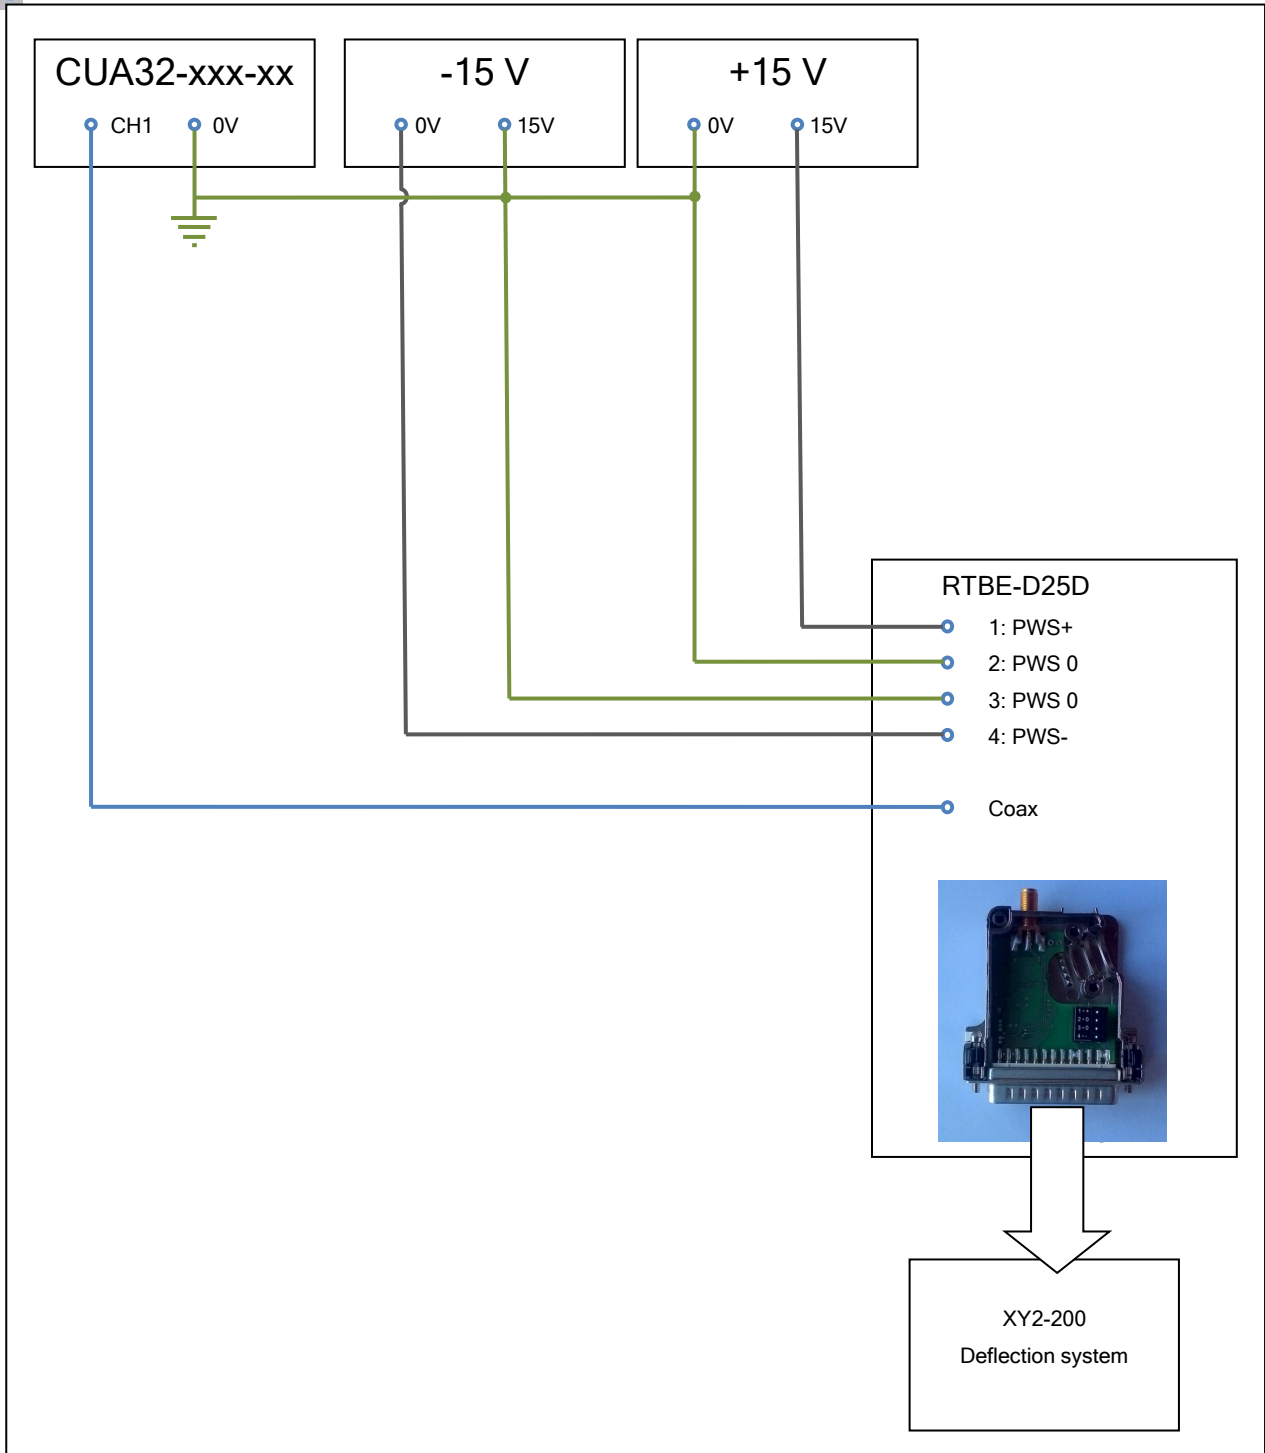 CUA32-xxx-xx
CH1 0V
-15 V
0V 15V
+15 V
0V 15V
RTBE-D25D
1: PWS+
2: PWS 0
3: PWS 0
4: PWS-
Coax
XY2-200
Deflection system